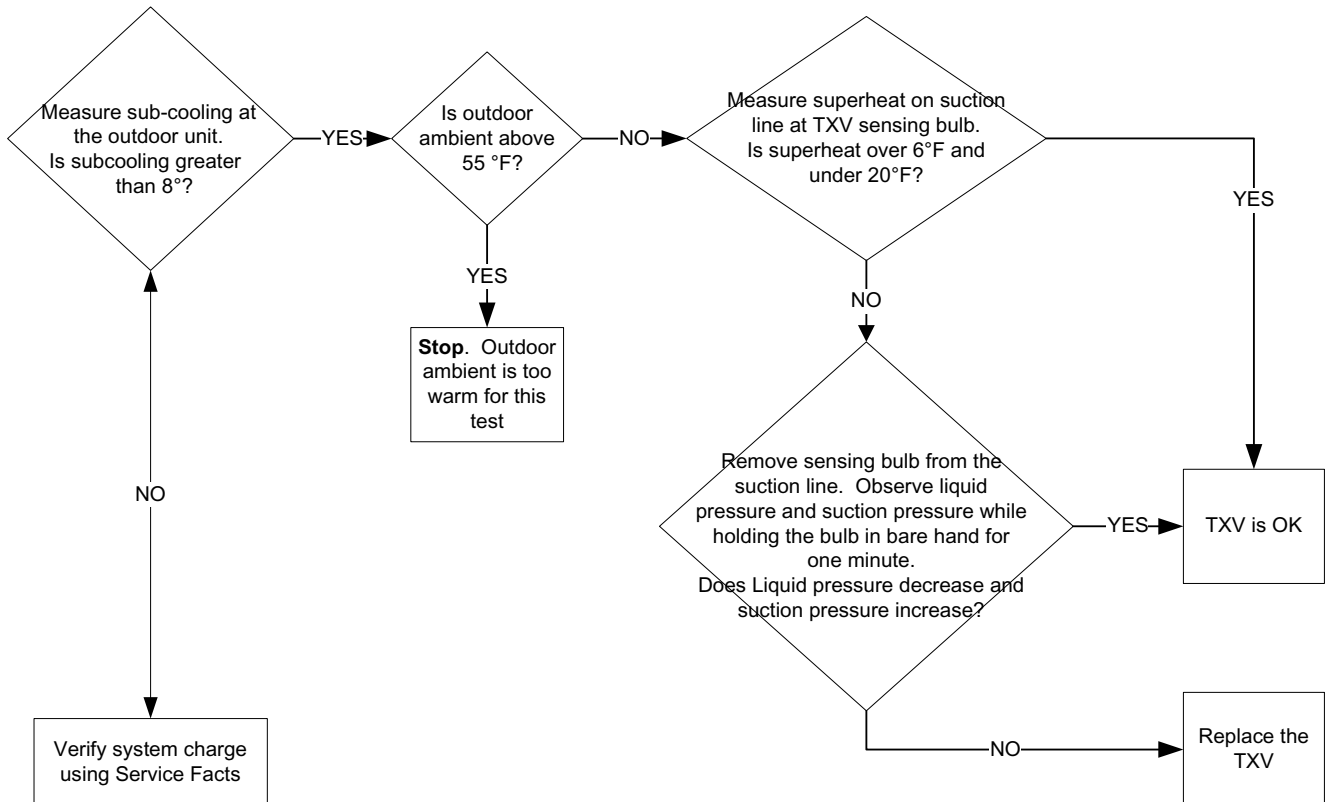 Measure sub-cooling at
the outdoor unit.
Is subcooling greater
than 8°?
YES
Is outdoor
ambient above
55 °F?
NO
Measure superheat on suction
line at TXV sensing bulb.
Is superheat over 6°F and
under 20°F?
YES
YES
Stop. Outdoor
ambient is too
warm for this
test
NO
NO
Remove sensing bulb from the
suction line. Observe liquid
pressure and suction pressure while
holding the bulb in bare hand for
one minute.
Does Liquid pressure decrease and
suction pressure increase?
YES
TXV is OK
Verify system charge
using Service Facts
NO
Replace the
TXV